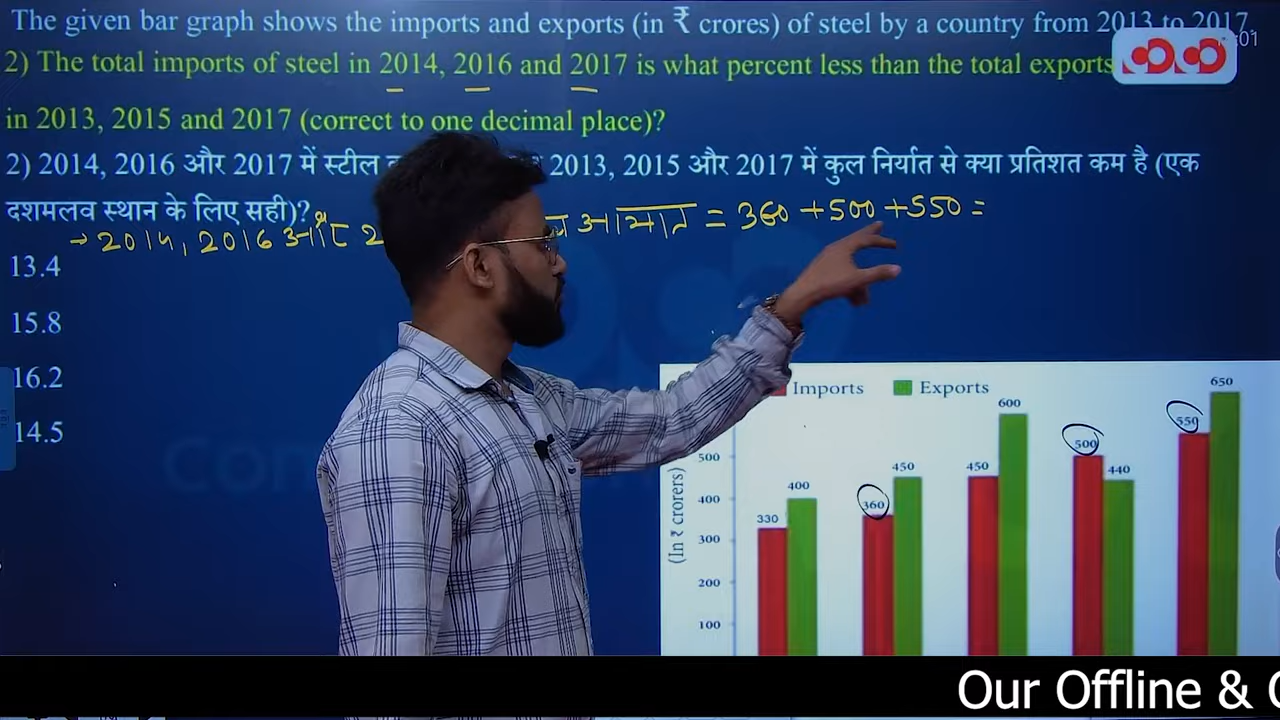 The given bar graph shows the imports and exports (in ₹ crores) of steel by a country from 2013 to 2017.
2) The total imports of steel in 2014, 2016 and 2017 is what percent less than the total exports
in 2013, 2015 and 2017 (correct to one decimal place)?
2) 2014, 2016 और 2017 में स्टील 2013, 2015 और 2017 में कुल निर्यात से क्या प्रतिशत कम है (एक
दशमलव स्थान के लिए सही)?
→ 2014, 2016 और 2 आयात = 360 + 500 + 550 =
13.4
15.8
16.2
14.5
Imports Exports
(In ₹ crorers)
500
400
300
200
100
330 400 360 450 450 600 500 440 550 650
Our Offline &